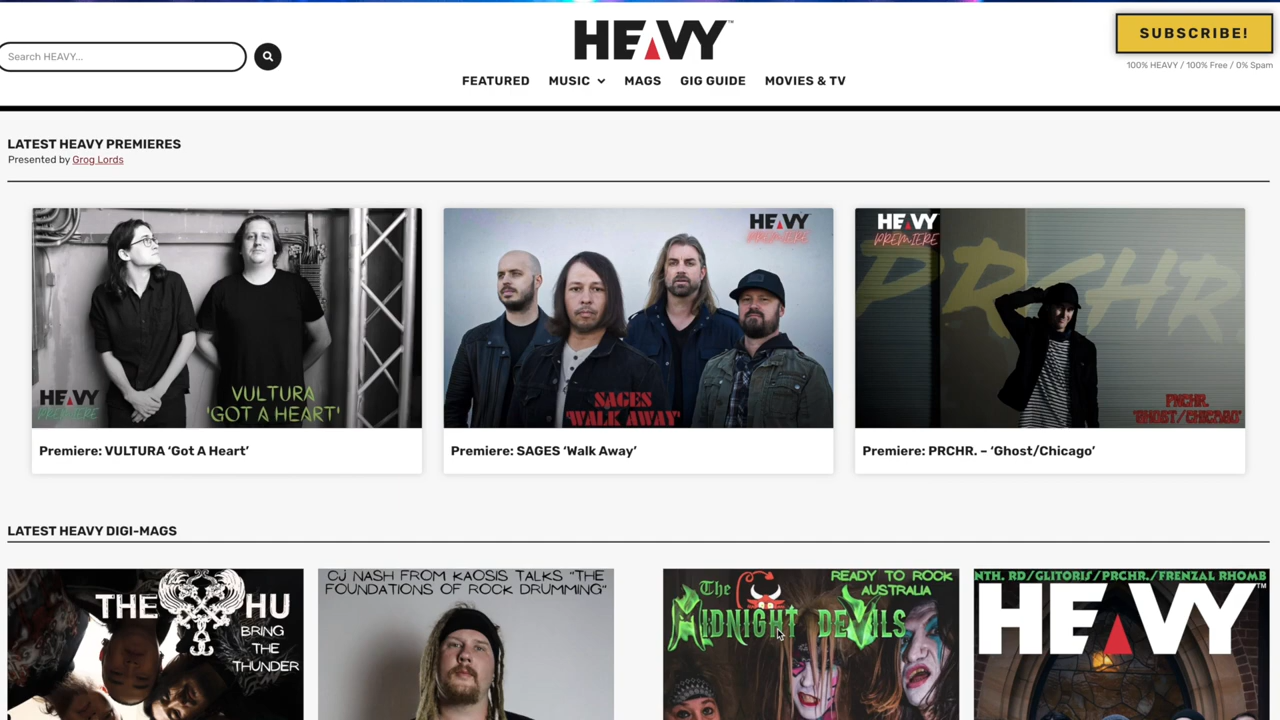 Search HEAVY...
HEAVY™
SUBSCRIBE!
100% HEAVY / 100% Free / 0% Spam
FEATURED MUSIC MAGS GIG GUIDE MOVIES & TV
LATEST HEAVY PREMIERES
Presented by Grog Lords
HEAVY
PREMIERE
VULTURA
'GOT A HEART'
HEAVY
PREMIERE
SAGES
'WALK AWAY'
HEAVY
PREMIERE
PRCHR.
PRCHR.
'GHOST/CHICAGO'
Premiere: VULTURA ‘Got A Heart’
Premiere: SAGES ‘Walk Away’
Premiere: PRCHR. – ‘Ghost/Chicago’
LATEST HEAVY DIGI-MAGS
THE HU
BRING
THE
THUNDER
CJ NASH FROM KAOSIS TALKS "THE
FOUNDATIONS OF ROCK DRUMMING"
READY TO ROCK
AUSTRALIA
The
MIDNIGHT DEVILS
NTH. RD/GLITORIS/PRCHR./FRENZAL RHOMB
HEAVY™